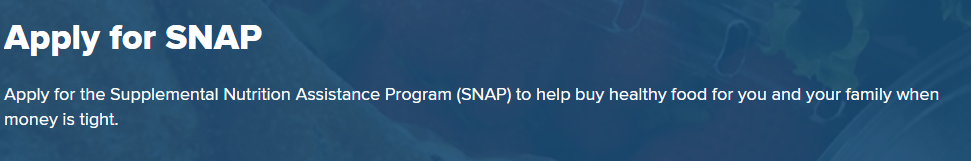 Apply for SNAP
Apply for the Supplemental Nutrition Assistance Program (SNAP) to help buy healthy food for you and your family when
money is tight.